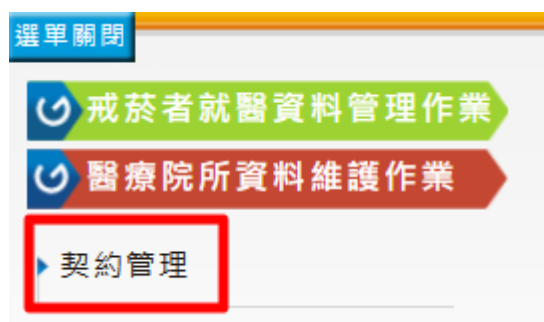 選單關閉
戒菸者就醫資料管理作業
醫療院所資料維護作業
契約管理